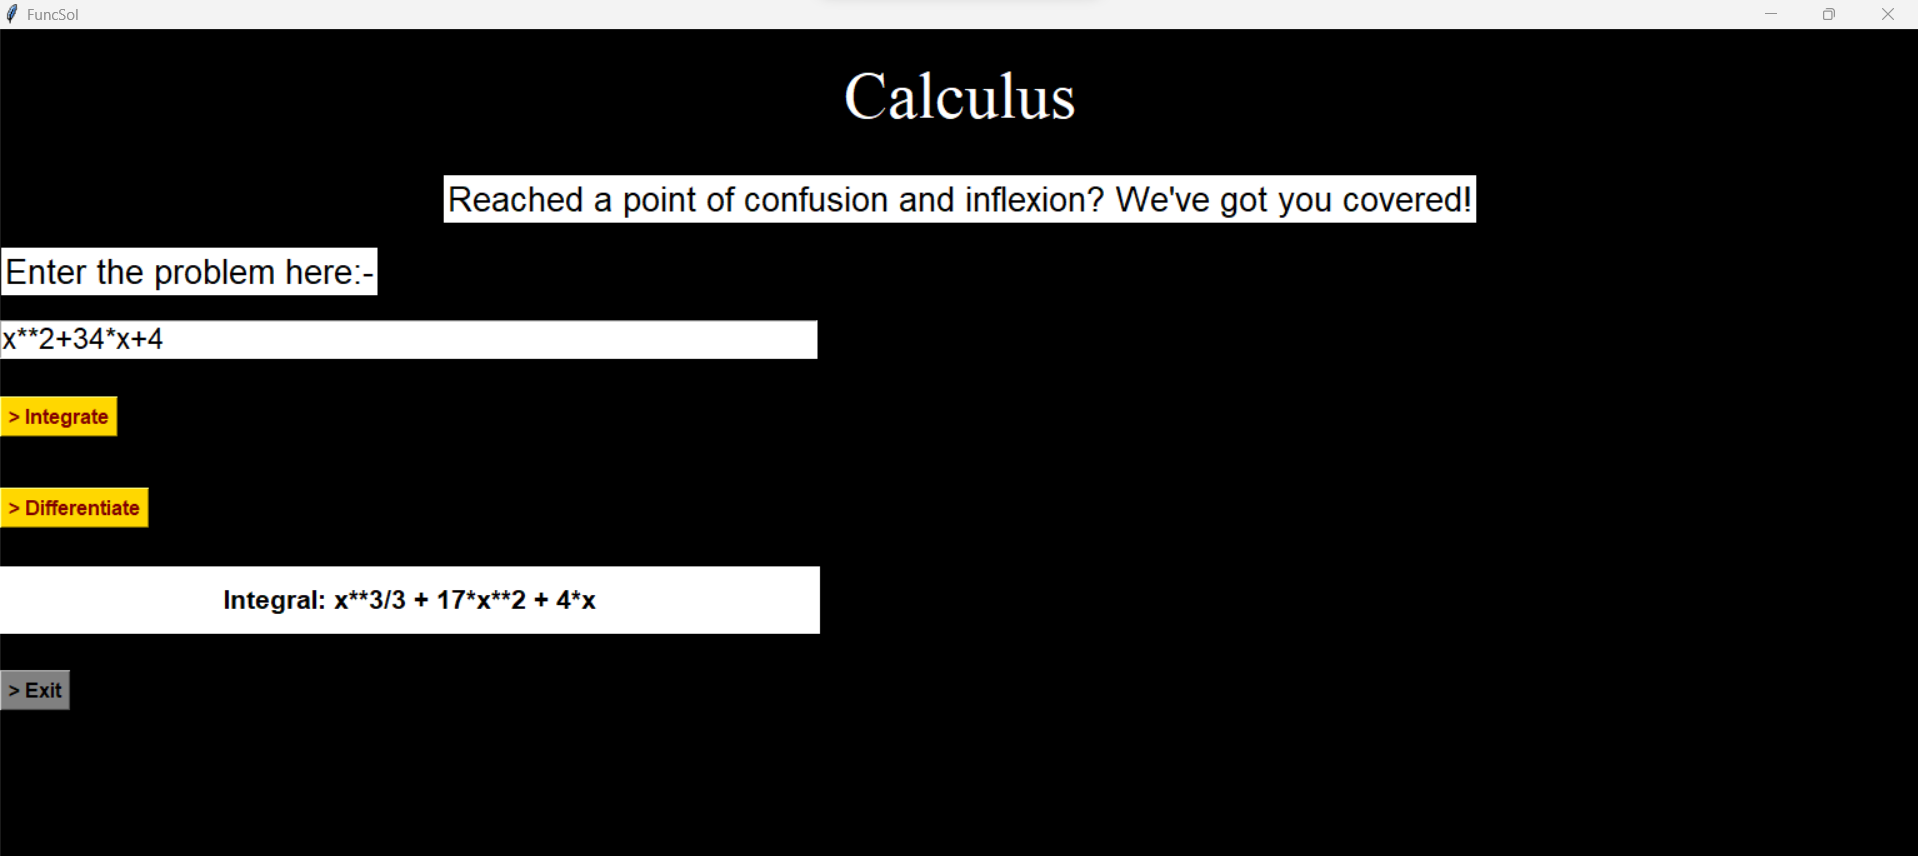 FuncSol
Calculus
Reached a point of confusion and inflexion? We've got you covered!
Enter the problem here:-
x**2+34*x+4
> Integrate
> Differentiate
Integral: x**3/3 + 17*x**2 + 4*x
> Exit